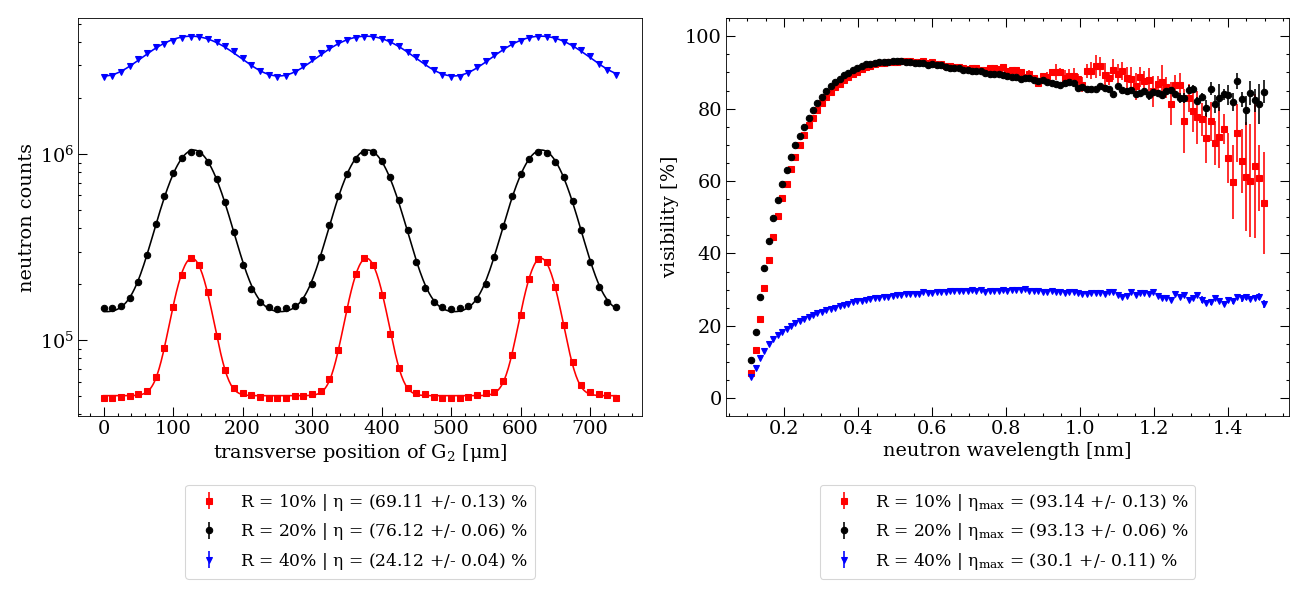 neutron counts
10⁶
10⁵
0 100 200 300 400 500 600 700
transverse position of G₂ [μm]
R = 10% | η = (69.11 +/- 0.13) %
R = 20% | η = (76.12 +/- 0.06) %
R = 40% | η = (24.12 +/- 0.04) %
visibility [%]
100
80
60
40
20
0
0.2 0.4 0.6 0.8 1.0 1.2 1.4
neutron wavelength [nm]
R = 10% | ηmax = (93.14 +/- 0.13) %
R = 20% | ηmax = (93.13 +/- 0.06) %
R = 40% | ηmax = (30.1 +/- 0.11) %